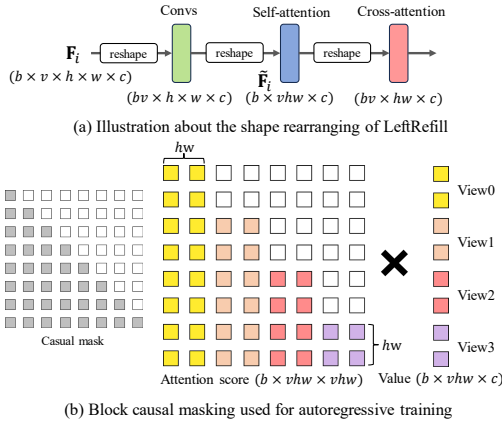 Convs Self-attention Cross-attention
F_i reshape reshape reshape
(b × v × h × w × c) F̃_i
(bv × h × w × c) (b × vhw × c) (bv × hw × c)
(a) Illustration about the shape rearranging of LeftRefill
hw
View0
View1
View2
View3
hw
Casual mask
Attention score (b × vhw × vhw) Value (b × vhw × c)
(b) Block causal masking used for autoregressive training